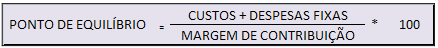 CUSTOS + DESPESAS FIXAS
PONTO DE EQUILÍBRIO = * 100
MARGEM DE CONTRIBUIÇÃO